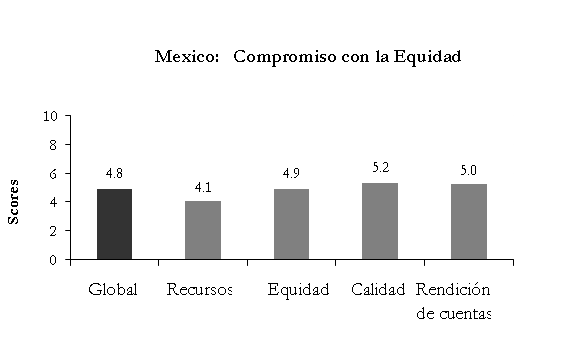 Mexico: Compromiso con la Equidad
10
8
6
4
2
0
Scores
4.8
4.1
4.9
5.2
5.0
Global
Recursos
Equidad
Calidad
Rendición
de cuentas